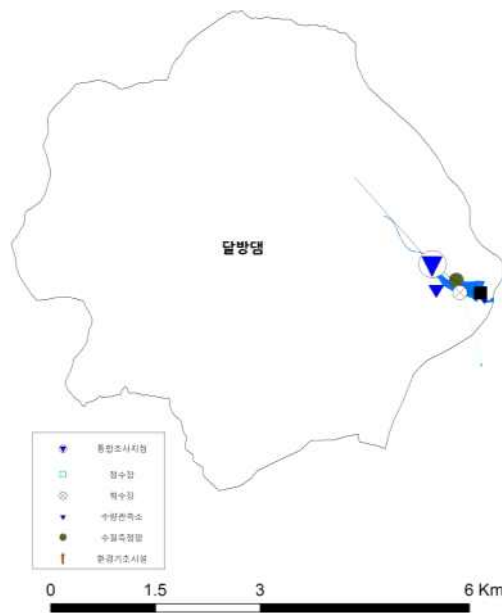 달방댐
통합조사지점
정수장
취수장
수량관측소
수질측정망
환경기초시설
0 1.5 3 6 Km